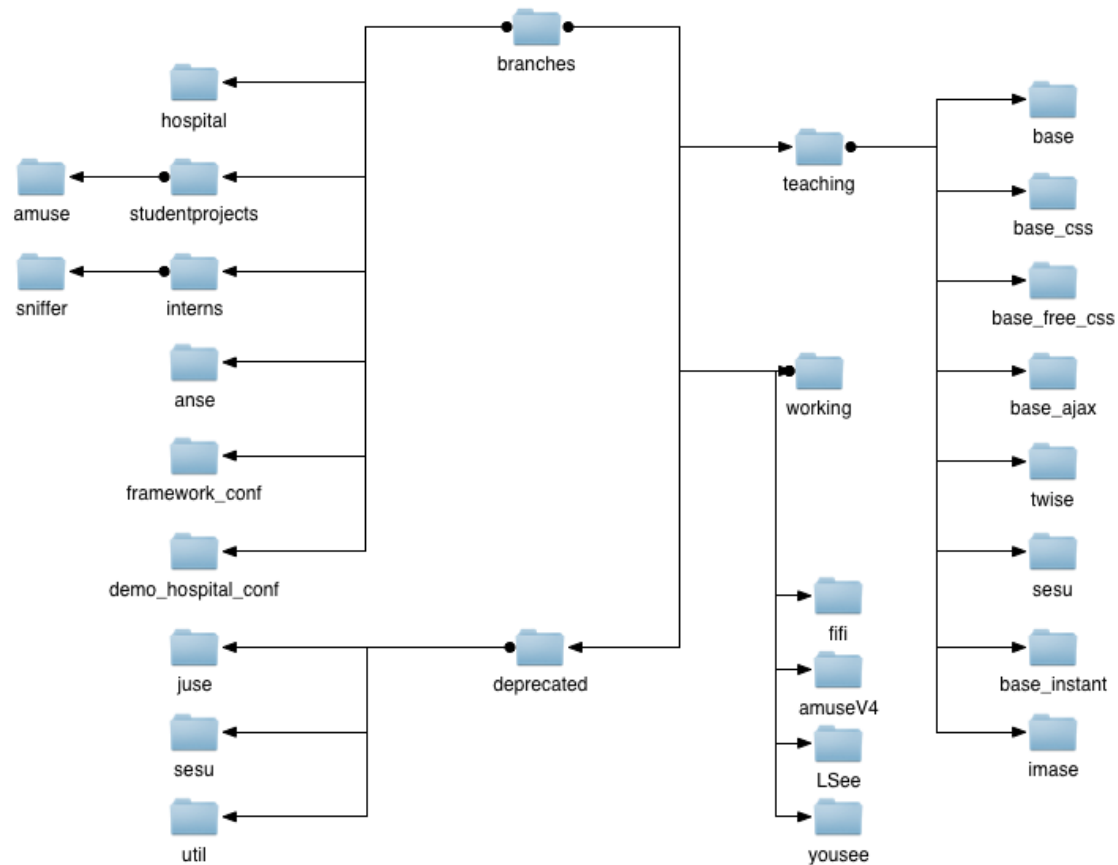 branches
hospital
base
teaching
amuse
studentprojects
base_css
sniffer
interns
base_free_css
anse
working
base_ajax
framework_conf
twise
demo_hospital_conf
sesu
fifi
juse
deprecated
base_instant
amuseV4
sesu
LSee
imase
util
yousee